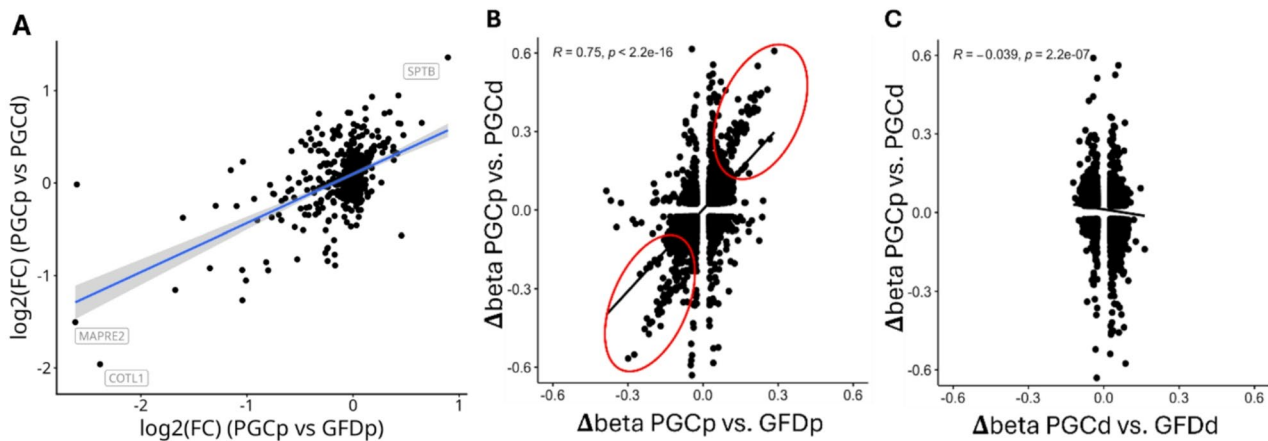 A
log2(FC) (PGCp vs PGCd)
1
0
-1
-2
SPTB
MAPRE2
COTL1
-2
-1
0
1
log2(FC) (PGCp vs GFDp)
B
Δbeta PGCp vs. PGCd
R = 0.75, p < 2.2e-16
0.6
0.3
0.0
-0.3
-0.6
-0.6
-0.3
0.0
0.3
0.6
Δbeta PGCp vs. GFDp
C
Δbeta PGCp vs. PGCd
R = −0.039, p = 2.2e-07
0.6
0.3
0.0
-0.3
-0.6
-0.6
-0.3
0.0
0.3
0.6
Δbeta PGCd vs. GFDd